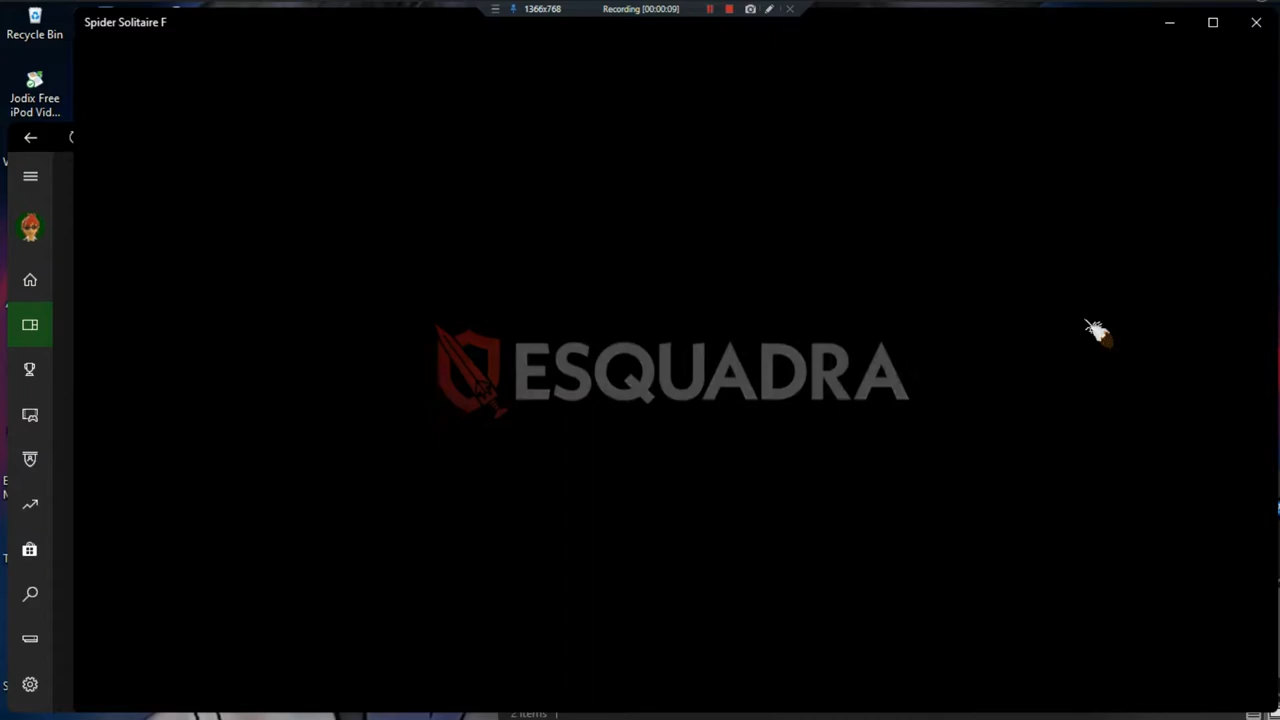 1366x768
Recording [00:00:09]
Spider Solitaire F
Recycle Bin
Jodix Free
iPod Vid...
ESQUADRA
2 items